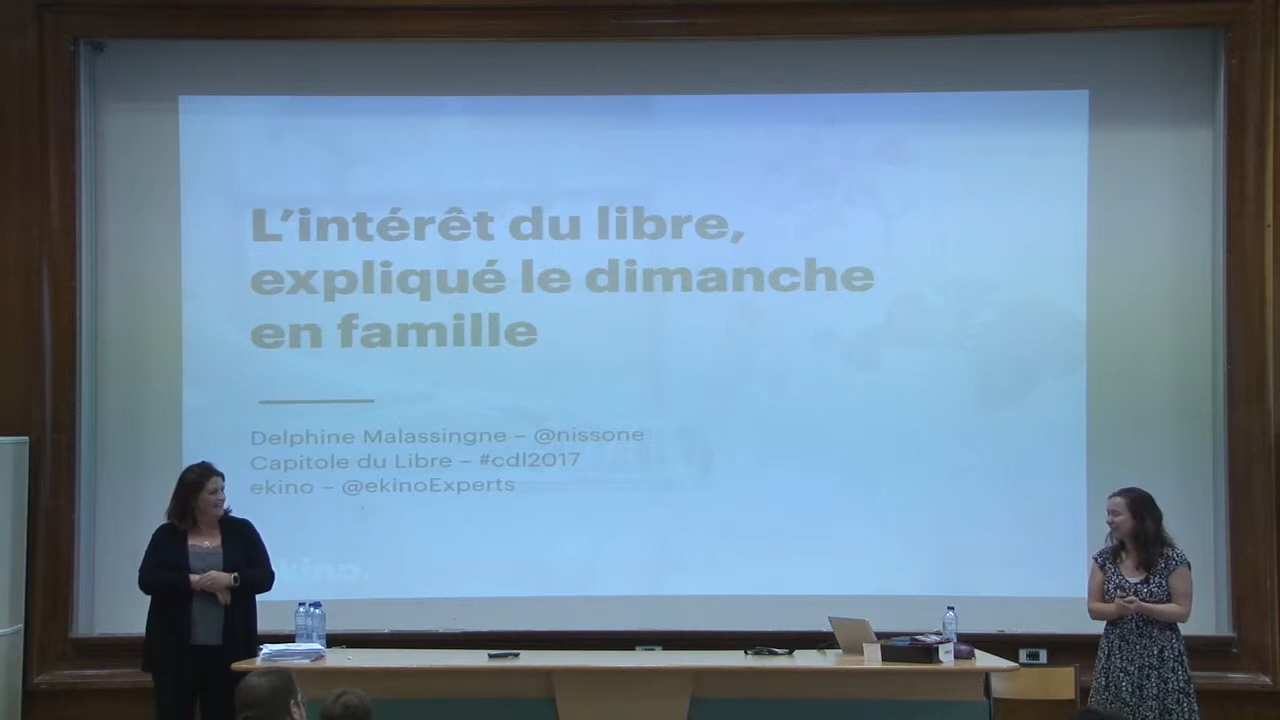 L'intérêt du libre,
expliqué le dimanche
en famille
Delphine Malassingne – @nissone
Capitole du Libre – #cdl2017
ekino – @ekinoExperts